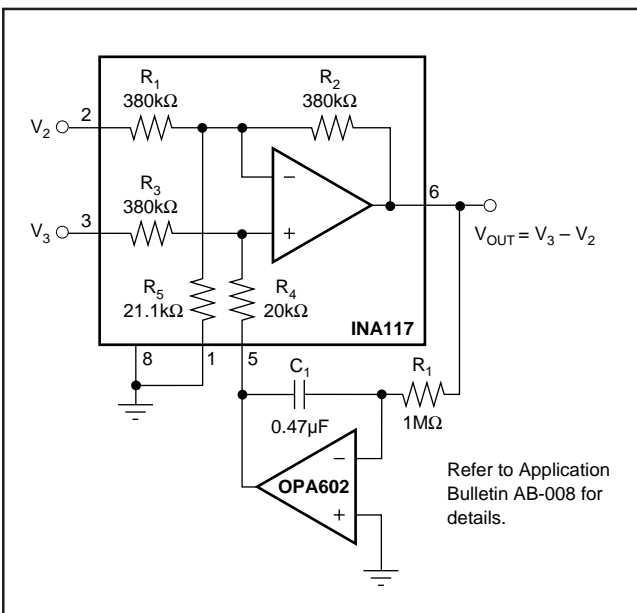 R1
380kΩ
R2
380kΩ
V2
2
R3
380kΩ
V3
3
−
+
6
VOUT = V3 – V2
R5
21.1kΩ
R4
20kΩ
INA117
8
1
5
C1
0.47µF
R1
1MΩ
−
OPA602
+
Refer to Application
Bulletin AB-008 for
details.